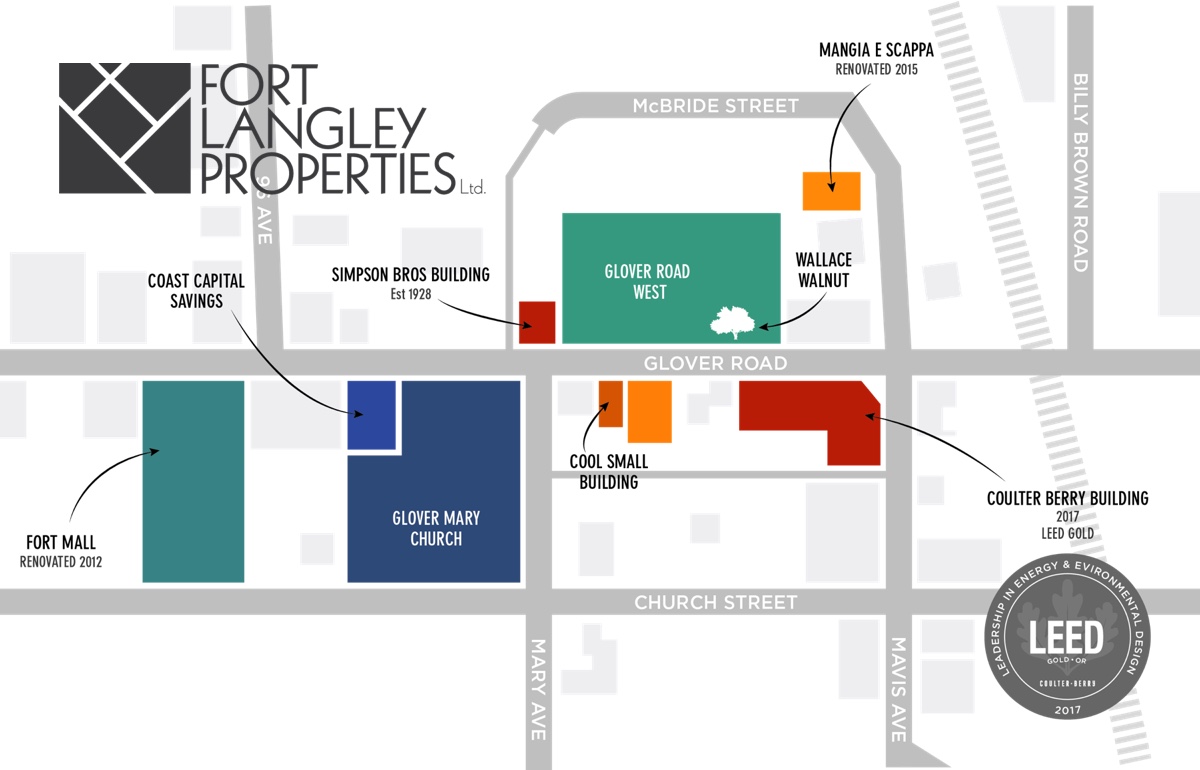 FORT
LANGLEY
PROPERTIES Ltd.
96 AVE
McBRIDE STREET
MANGIA E SCAPPA
RENOVATED 2015
BILLY BROWN ROAD
COAST CAPITAL
SAVINGS
SIMPSON BROS BUILDING
Est 1928
GLOVER ROAD
WEST
WALLACE
WALNUT
GLOVER ROAD
COOL SMALL
BUILDING
COULTER BERRY BUILDING
2017
LEED GOLD
GLOVER MARY
CHURCH
FORT MALL
RENOVATED 2012
CHURCH STREET
MARY AVE
MAVIS AVE
LEADERSHIP IN ENERGY & EVIRONMENTAL DESIGN
LEED
GOLD • OR
COULTER-BERRY
2017